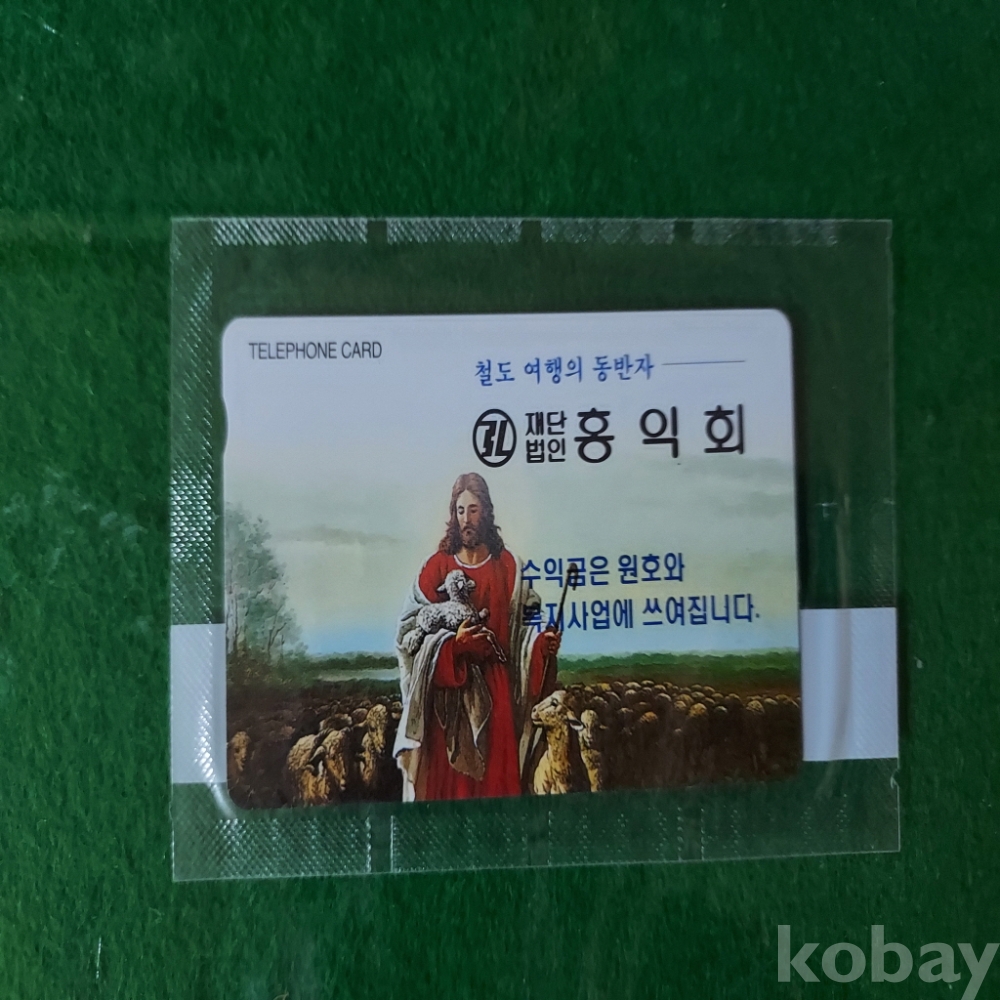 TELEPHONE CARD
철도 여행의 동반자
재단
법인 홍익회
수익금은 원호와
복지사업에 쓰여집니다.
kobay